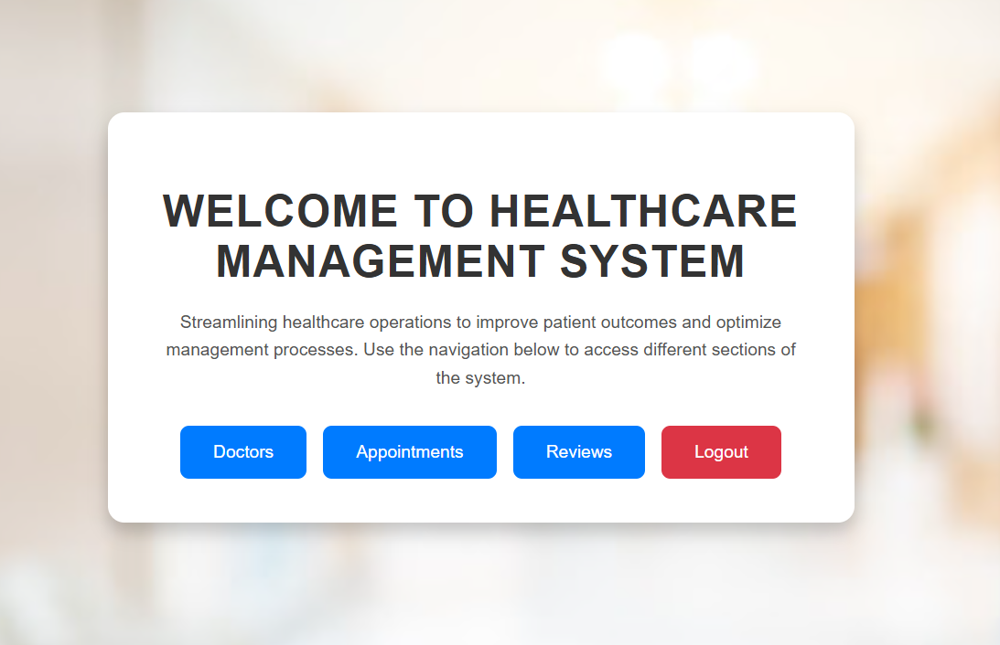 WELCOME TO HEALTHCARE
MANAGEMENT SYSTEM
Streamlining healthcare operations to improve patient outcomes and optimize
management processes. Use the navigation below to access different sections of
the system.
Doctors
Appointments
Reviews
Logout